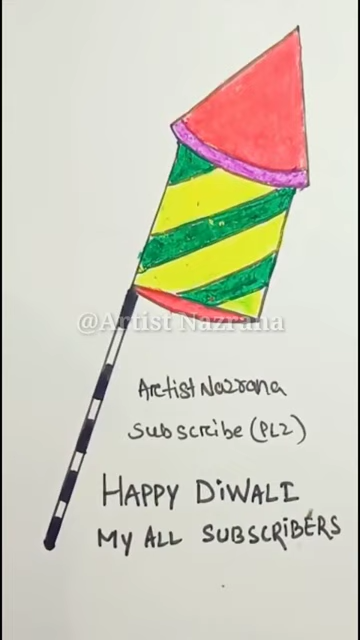 @Artist Nazrana
Artist Nazrana
Subscribe (PLZ)
HAPPY DiWALI
MY ALL SUBSCRiBERS